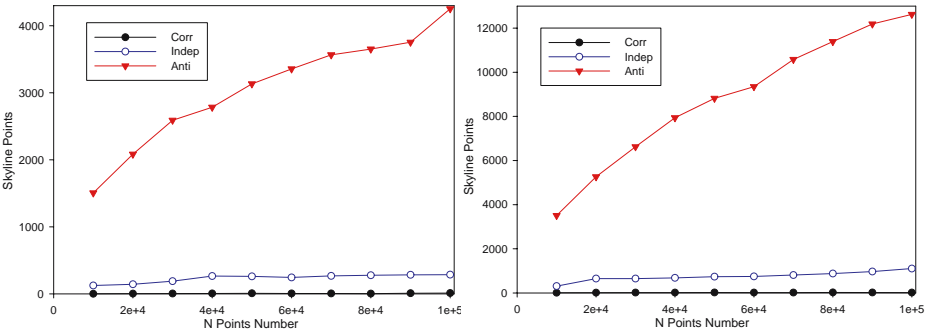 4000
3000
2000
1000
0
Skyline Points
Corr
Indep
Anti
0
2e+4
4e+4
6e+4
8e+4
1e+5
N Points Number
12000
10000
8000
6000
4000
2000
0
Skyline Points
Corr
Indep
Anti
0
2e+4
4e+4
6e+4
8e+4
1e+5
N Points Number